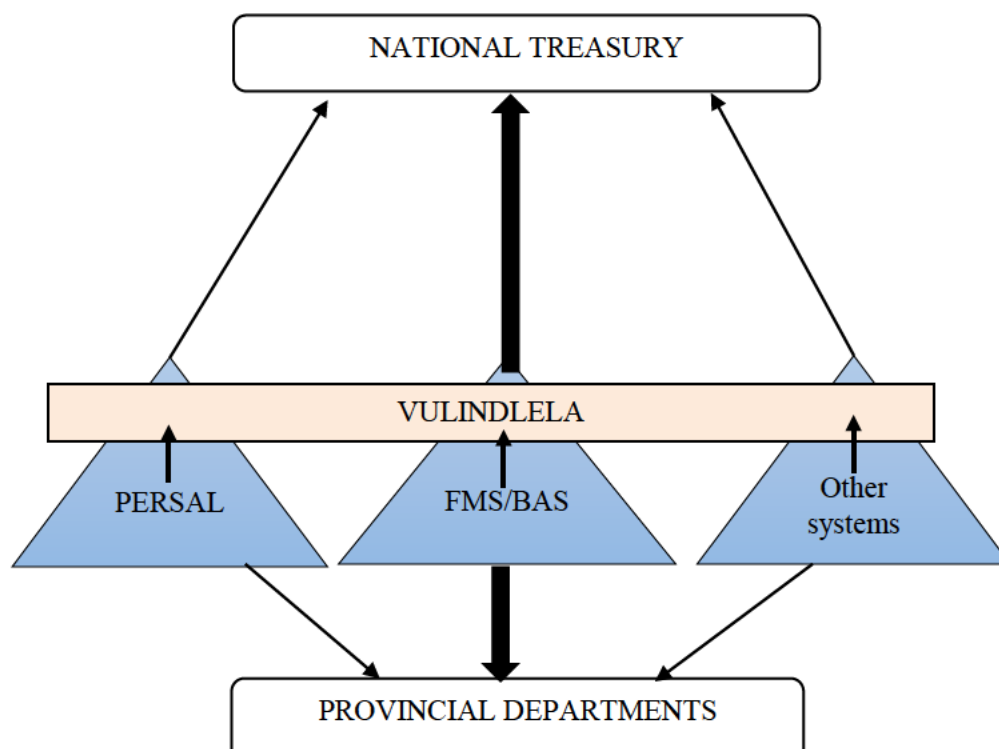 NATIONAL TREASURY
VULINDLELA
PERSAL
FMS/BAS
Other
systems
PROVINCIAL DEPARTMENTS